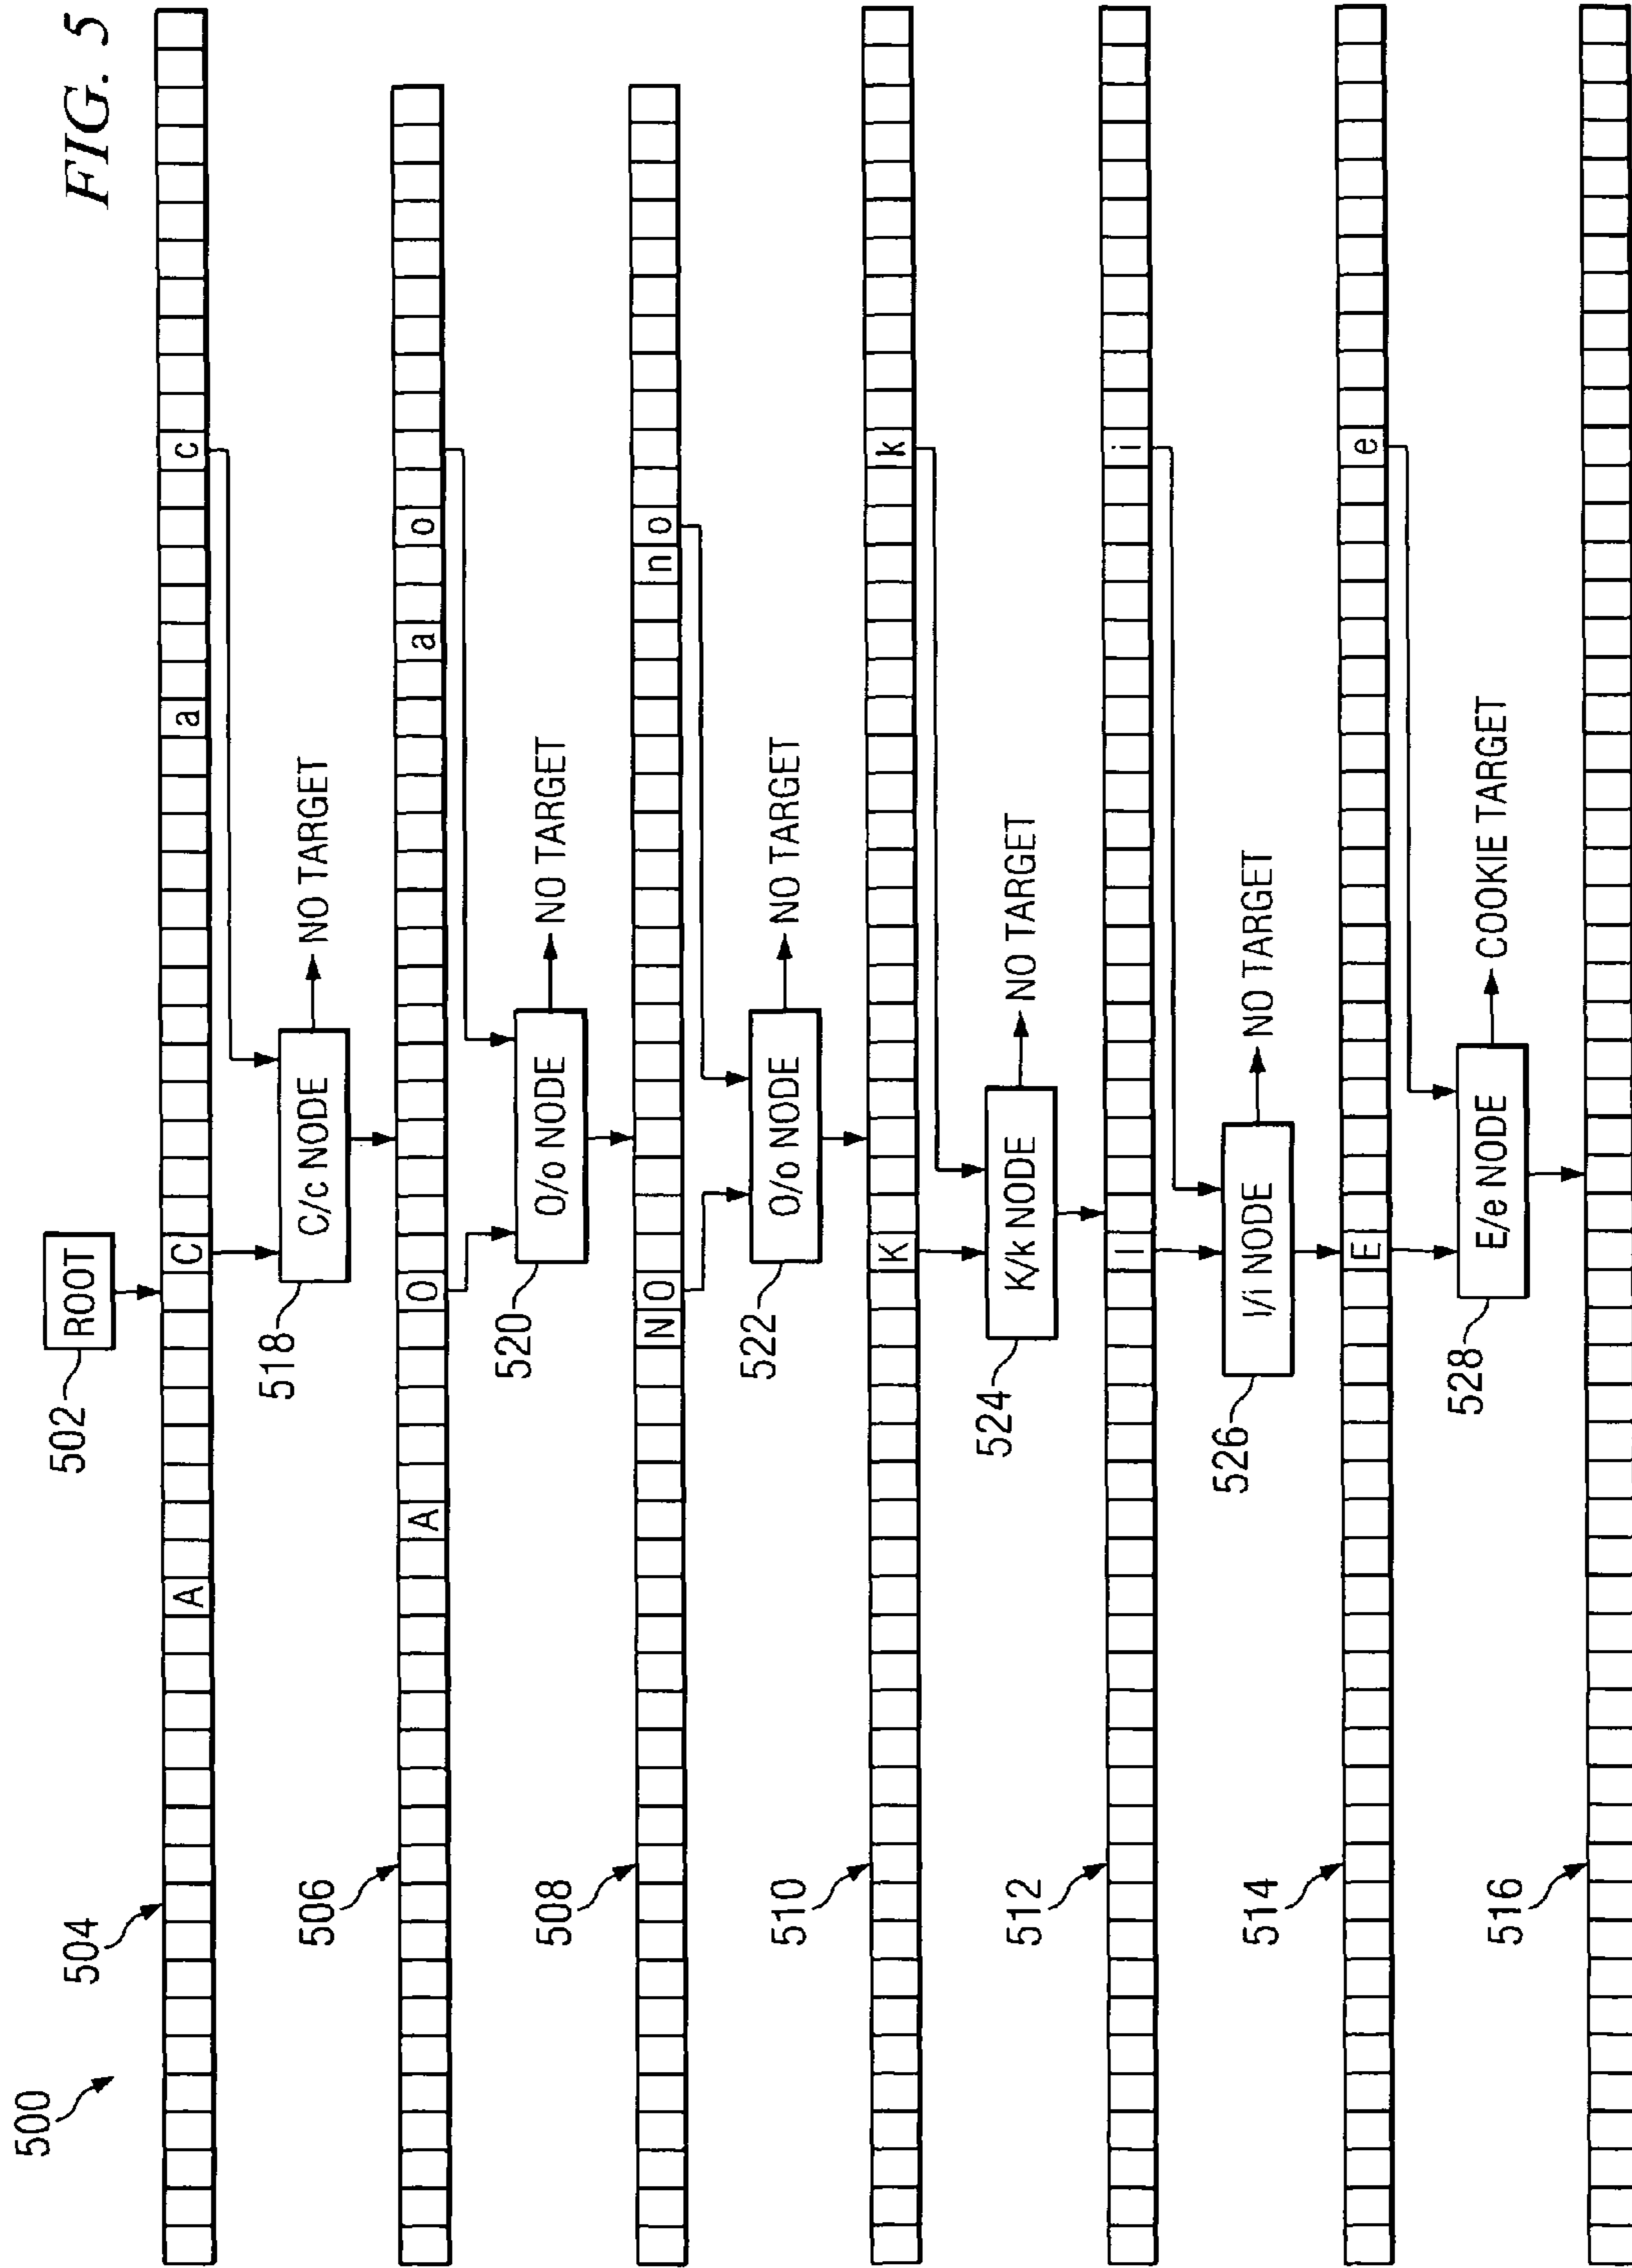 FIG. 5
500
502
ROOT
504
A C a c
518
C/c NODE
NO TARGET
506
A O a o
520
O/o NODE
NO TARGET
508
N O n o
522
O/o NODE
NO TARGET
510
K k
524
K/k NODE
NO TARGET
512
I i
526
I/i NODE
NO TARGET
514
E e
528
E/e NODE
COOKIE TARGET
516